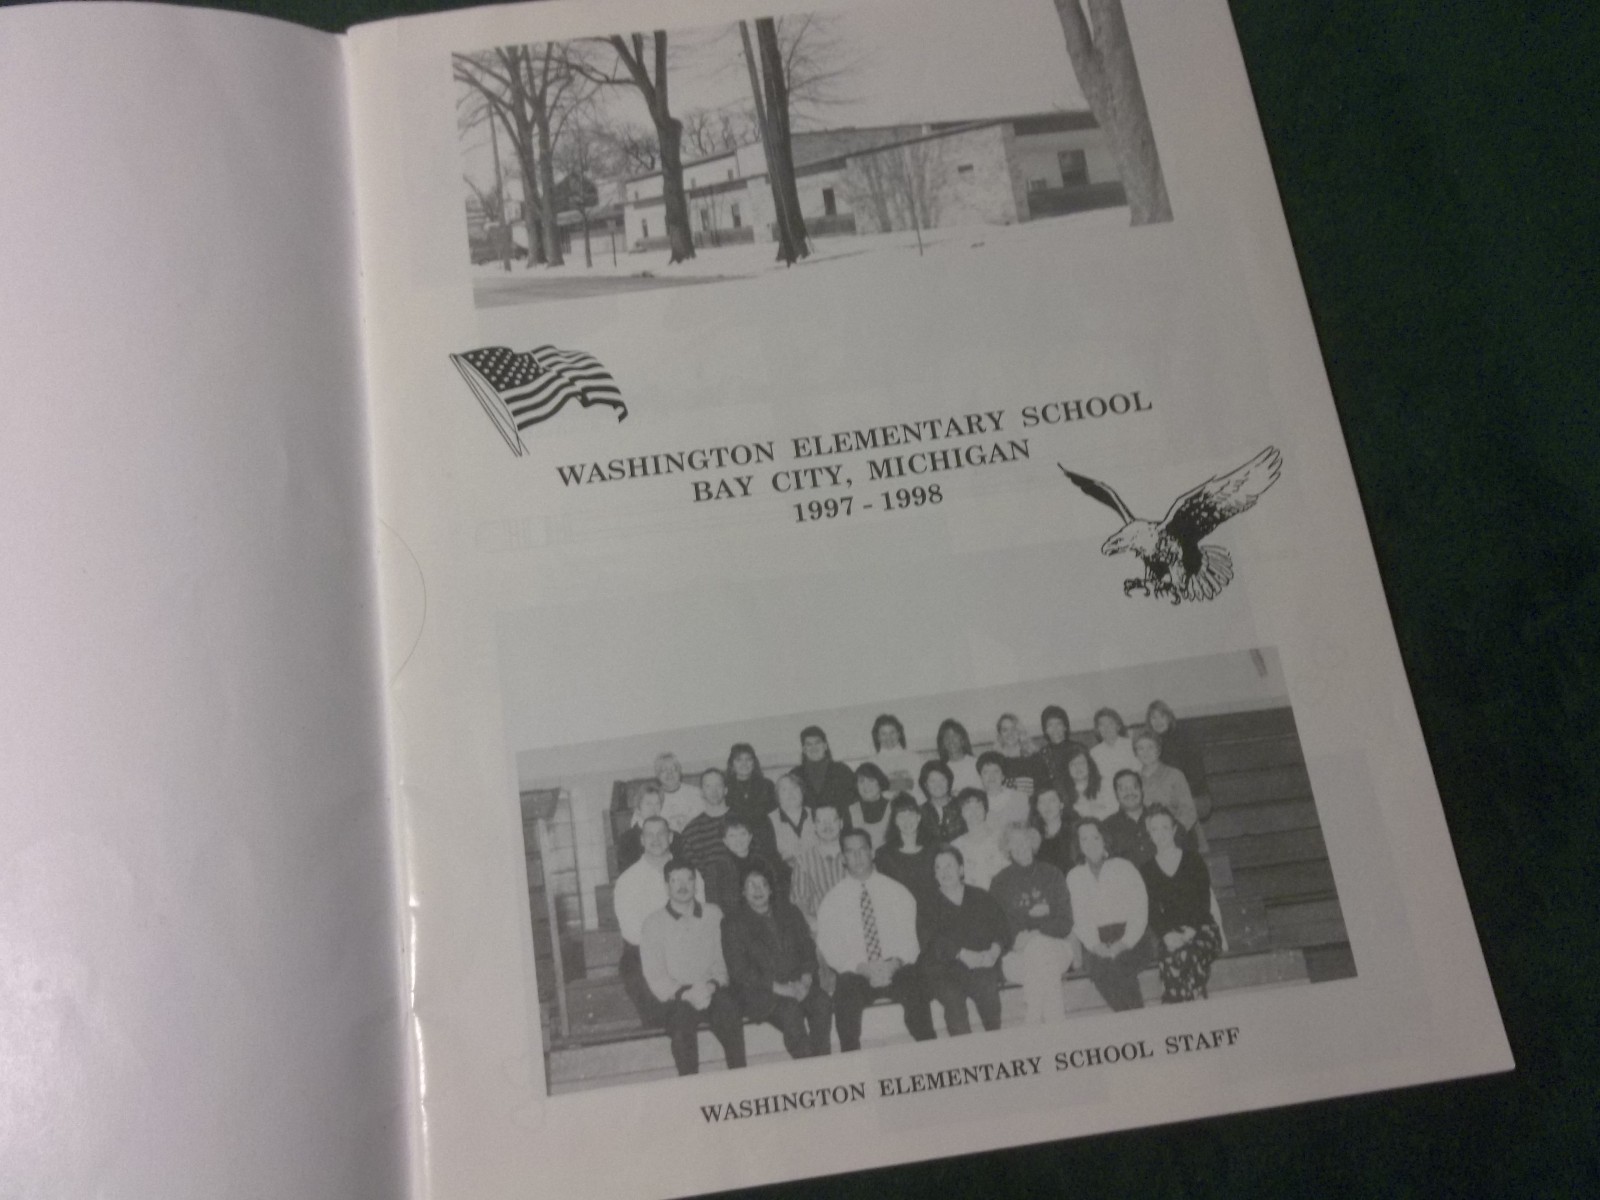 WASHINGTON ELEMENTARY SCHOOL
BAY CITY, MICHIGAN
1997 - 1998
WASHINGTON ELEMENTARY SCHOOL STAFF